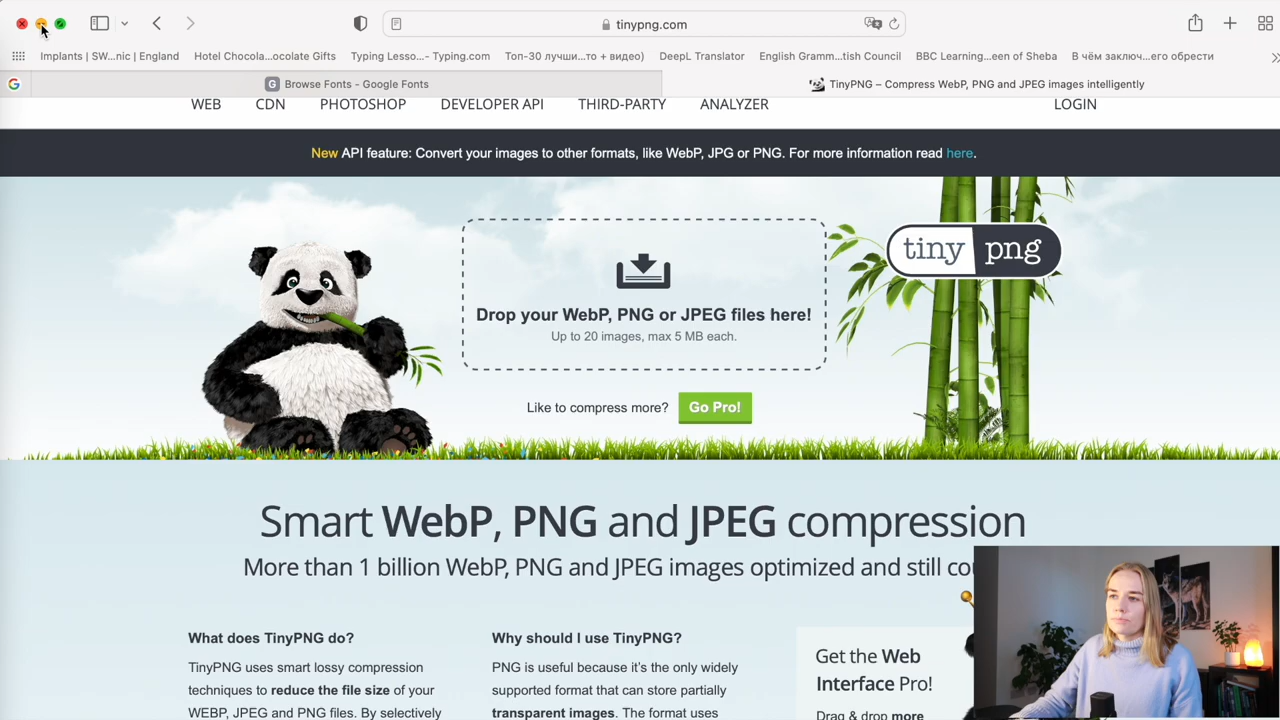 tinypng.com
Implants | SW...nic | England
Hotel Chocola...ocolate Gifts
Typing Lesso...- Typing.com
Топ-30 лучши...то + видео)
DeepL Translator
English Gramm...tish Council
BBC Learning...een of Sheba
В чём заключ...его обрести
G
G Browse Fonts - Google Fonts
TinyPNG – Compress WebP, PNG and JPEG images intelligently
WEB
CDN
PHOTOSHOP
DEVELOPER API
THIRD-PARTY
ANALYZER
LOGIN
New API feature: Convert your images to other formats, like WebP, JPG or PNG. For more information read here.
tiny png
Drop your WebP, PNG or JPEG files here!
Up to 20 images, max 5 MB each.
Like to compress more?
Go Pro!
Smart WebP, PNG and JPEG compression
More than 1 billion WebP, PNG and JPEG images optimized and still cou
What does TinyPNG do?
TinyPNG uses smart lossy compression
techniques to reduce the file size of your
WEBP, JPEG and PNG files. By selectively
Why should I use TinyPNG?
PNG is useful because it's the only widely
supported format that can store partially
transparent images. The format uses
Get the Web
Interface Pro!
Drag & drop more